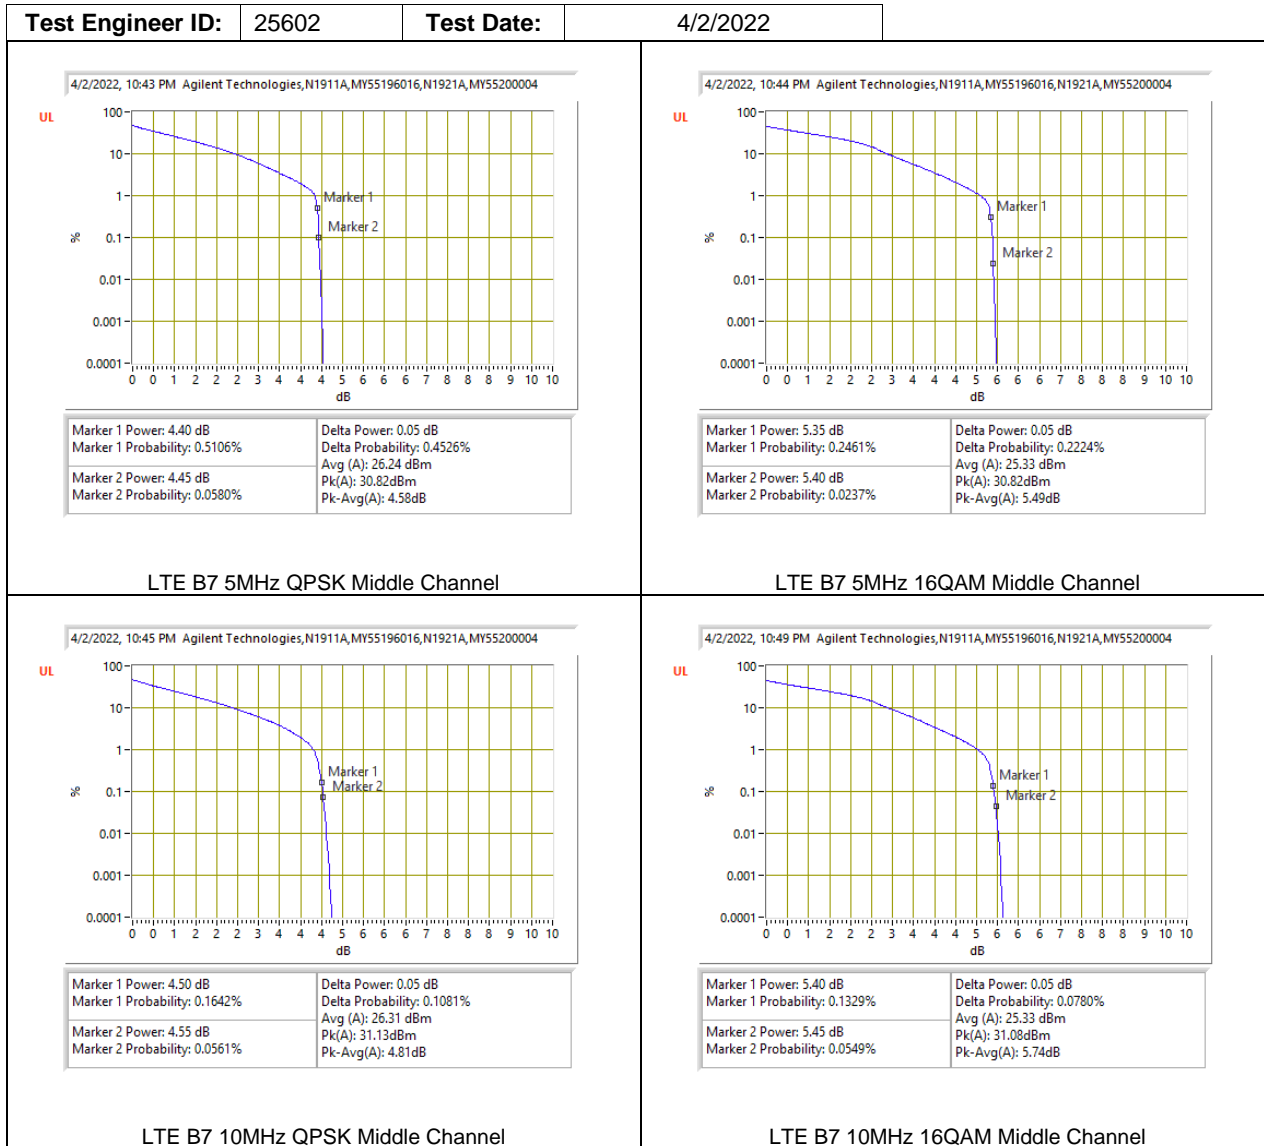 Test Engineer ID: 25602 Test Date: 4/2/2022
4/2/2022, 10:43 PM Agilent Technologies,N1911A,MY55196016,N1921A,MY55200004
UL
100
10
1
0.1
0.01
0.001
0.0001
%
Marker 1
Marker 2
0 0 1 2 2 2 3 4 4 4 5 5 6 6 7 8 8 8 9 10 10
dB
Marker 1 Power: 4.40 dB
Marker 1 Probability: 0.5106%
Marker 2 Power: 4.45 dB
Marker 2 Probability: 0.0580%
Delta Power: 0.05 dB
Delta Probability: 0.4526%
Avg (A): 26.24 dBm
Pk(A): 30.82dBm
Pk-Avg(A): 4.58dB
LTE B7 5MHz QPSK Middle Channel
4/2/2022, 10:44 PM Agilent Technologies,N1911A,MY55196016,N1921A,MY55200004
UL
100
10
1
0.1
0.01
0.001
0.0001
%
Marker 1
Marker 2
0 0 1 2 2 2 3 4 4 4 5 5 6 6 6 7 8 8 9 10 10
dB
Marker 1 Power: 5.35 dB
Marker 1 Probability: 0.2461%
Marker 2 Power: 5.40 dB
Marker 2 Probability: 0.0237%
Delta Power: 0.05 dB
Delta Probability: 0.2224%
Avg (A): 25.33 dBm
Pk(A): 30.82dBm
Pk-Avg(A): 5.49dB
LTE B7 5MHz 16QAM Middle Channel
4/2/2022, 10:45 PM Agilent Technologies,N1911A,MY55196016,N1921A,MY55200004
UL
100
10
1
0.1
0.01
0.001
0.0001
%
Marker 1
Marker 2
0 0 1 2 2 2 3 3 4 4 5 5 6 6 7 7 8 8 9 10 10
dB
Marker 1 Power: 4.50 dB
Marker 1 Probability: 0.1642%
Marker 2 Power: 4.55 dB
Marker 2 Probability: 0.0561%
Delta Power: 0.05 dB
Delta Probability: 0.1081%
Avg (A): 26.31 dBm
Pk(A): 31.13dBm
Pk-Avg(A): 4.81dB
LTE B7 10MHz QPSK Middle Channel
4/2/2022, 10:49 PM Agilent Technologies,N1911A,MY55196016,N1921A,MY55200004
UL
100
10
1
0.1
0.01
0.001
0.0001
%
Marker 1
Marker 2
0 0 1 2 2 2 3 4 4 4 5 5 6 6 6 7 8 8 9 10 10
dB
Marker 1 Power: 5.40 dB
Marker 1 Probability: 0.1329%
Marker 2 Power: 5.45 dB
Marker 2 Probability: 0.0549%
Delta Power: 0.05 dB
Delta Probability: 0.0780%
Avg (A): 25.33 dBm
Pk(A): 31.08dBm
Pk-Avg(A): 5.74dB
LTE B7 10MHz 16QAM Middle Channel